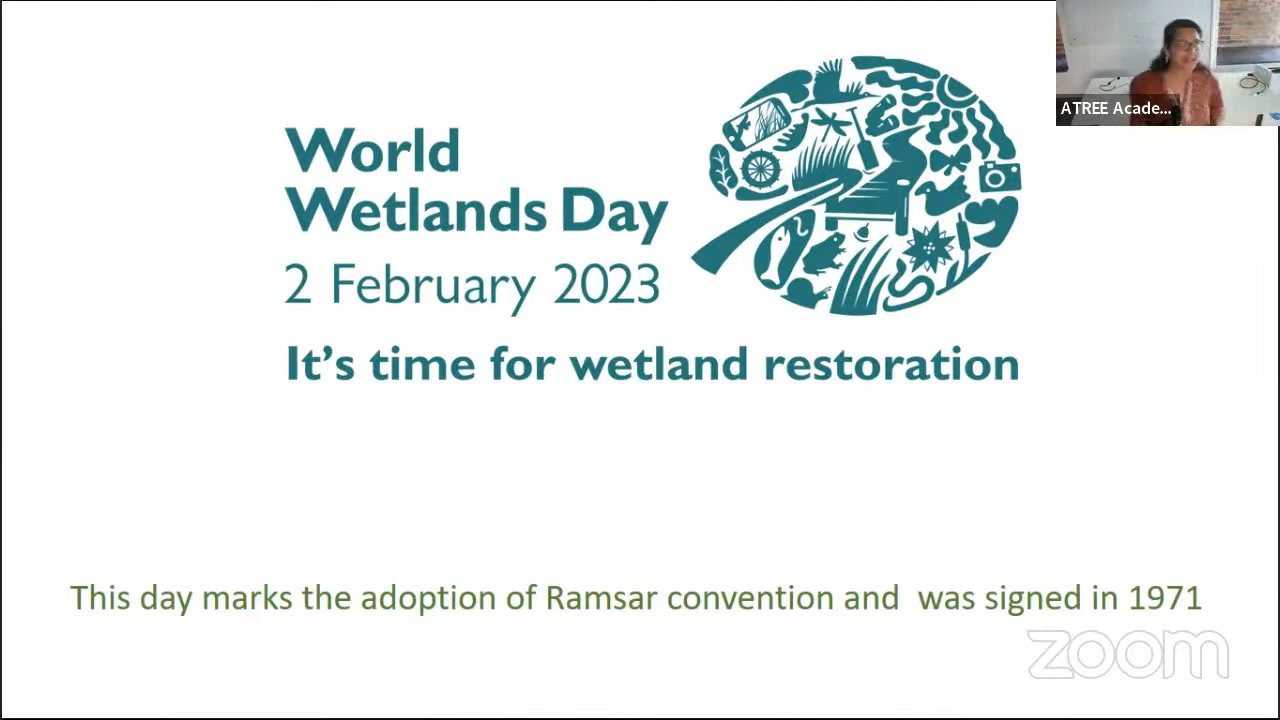 ATREE Acade...
World
Wetlands Day
2 February 2023
It's time for wetland restoration
This day marks the adoption of Ramsar convention and  was signed in 1971
zoom